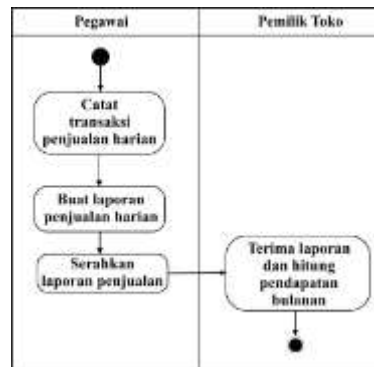 Pegawai
Pemilik Toko
Catat
transaksi
penjualan harian
Buat laporan
penjualan harian
Serahkan
laporan penjualan
Terima laporan
dan hitung
pendapatan
bulanan